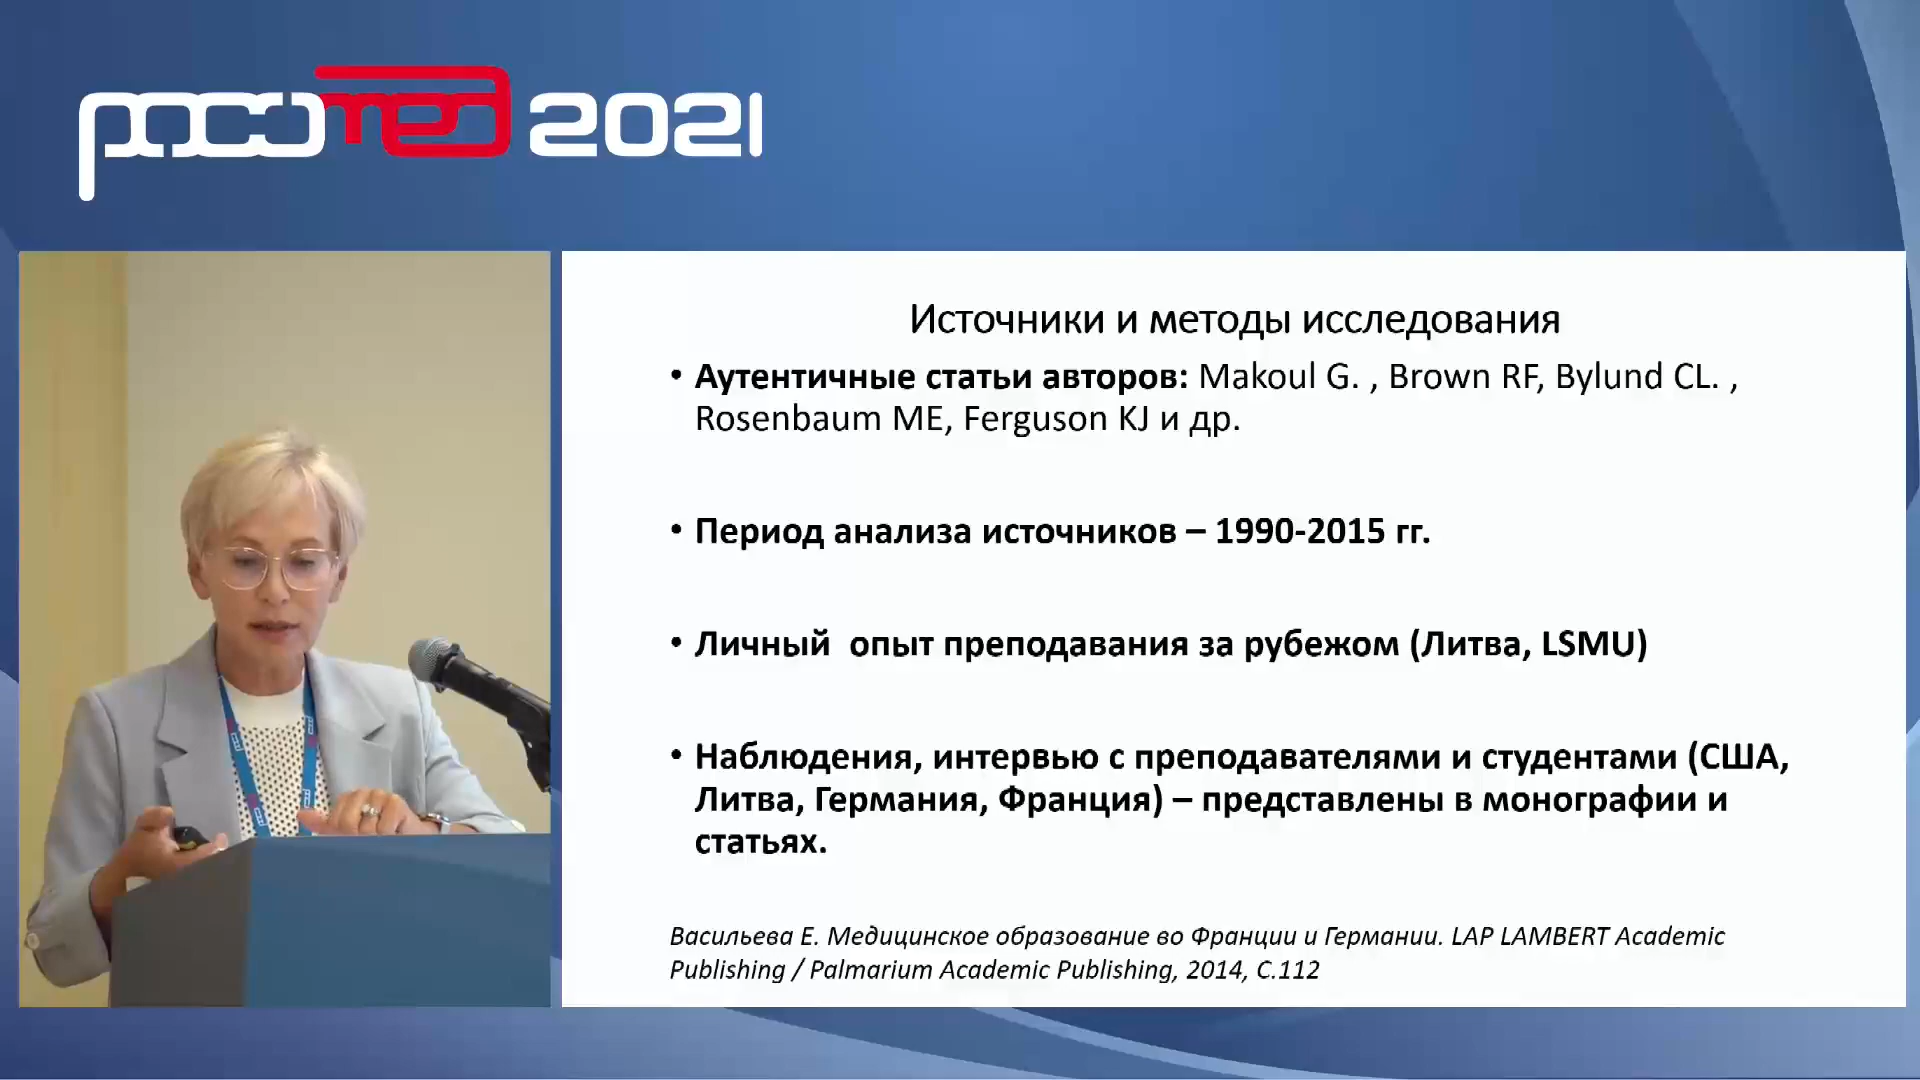 росомед 2021
Источники и методы исследования
• Аутентичные статьи авторов: Makoul G. , Brown RF, Bylund CL. ,
Rosenbaum ME, Ferguson KJ и др.
• Период анализа источников – 1990-2015 гг.
• Личный опыт преподавания за рубежом (Литва, LSMU)
• Наблюдения, интервью с преподавателями и студентами (США,
Литва, Германия, Франция) – представлены в монографии и
статьях.
Васильева Е. Медицинское образование во Франции и Германии. LAP LAMBERT Academic
Publishing / Palmarium Academic Publishing, 2014, С.112